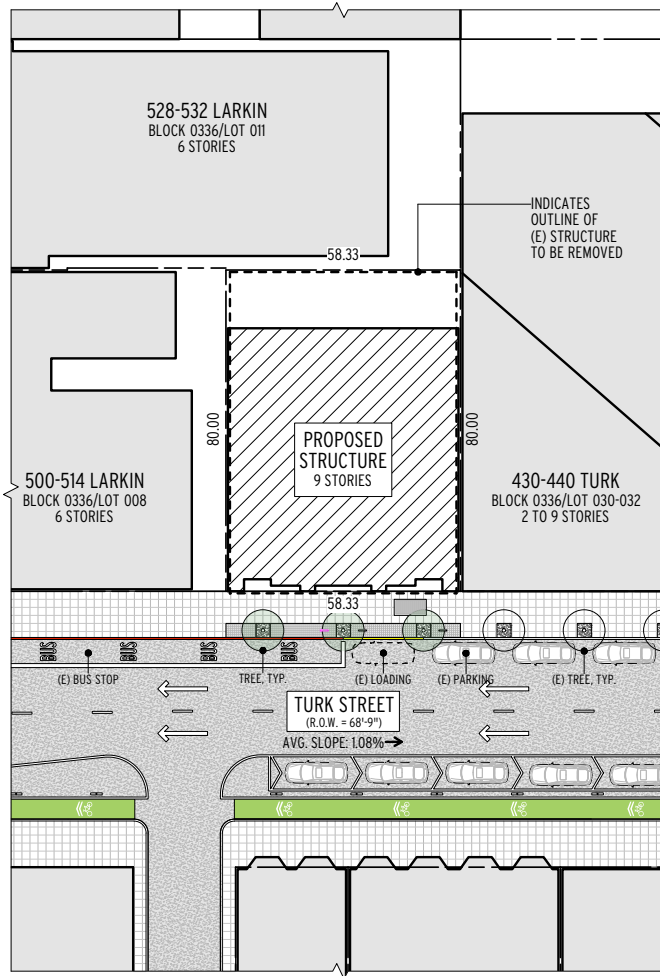 528-532 LARKIN
BLOCK 0336/LOT 011
6 STORIES
INDICATES
OUTLINE OF
(E) STRUCTURE
TO BE REMOVED
58.33
80.00
80.00
PROPOSED
STRUCTURE
9 STORIES
500-514 LARKIN
BLOCK 0336/LOT 008
6 STORIES
430-440 TURK
BLOCK 0336/LOT 030-032
2 TO 9 STORIES
58.33
BUS
BUS
BUS
BUS
(E) BUS STOP
TREE, TYP.
(E) LOADING
(E) PARKING
(E) TREE, TYP.
TURK STREET
(R.O.W. = 68'-9")
AVG. SLOPE: 1.08%